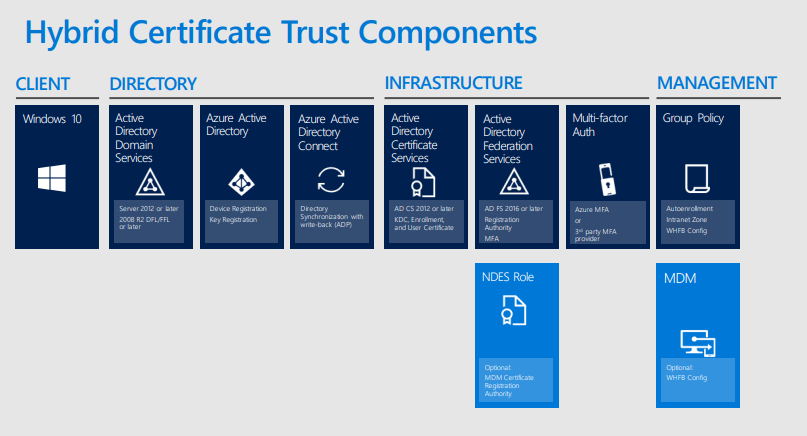 Hybrid Certificate Trust Components
CLIENT
DIRECTORY
INFRASTRUCTURE
MANAGEMENT
Windows 10
Active
Directory
Domain
Services
Server 2012 or later
2008 R2 DFL/FFL
or later
Azure Active
Directory
Device Registration
Key Registration
Azure Active
Directory
Connect
Directory
Synchronization with
write-back (ADP)
Active
Directory
Certificate
Services
AD CS 2012 or later
KDC, Enrollment,
and User Certificate
Active
Directory
Federation
Services
AD FS 2016 or later
Registration
Authority
MFA
Multi-factor
Auth
Azure MFA
or
3rd party MFA
provider
Group Policy
Autoenrollment
Intranet Zone
WHFB Config
NDES Role
Optional:
MDM Certificate
Registration
Authority
MDM
Optional:
WHFB Config